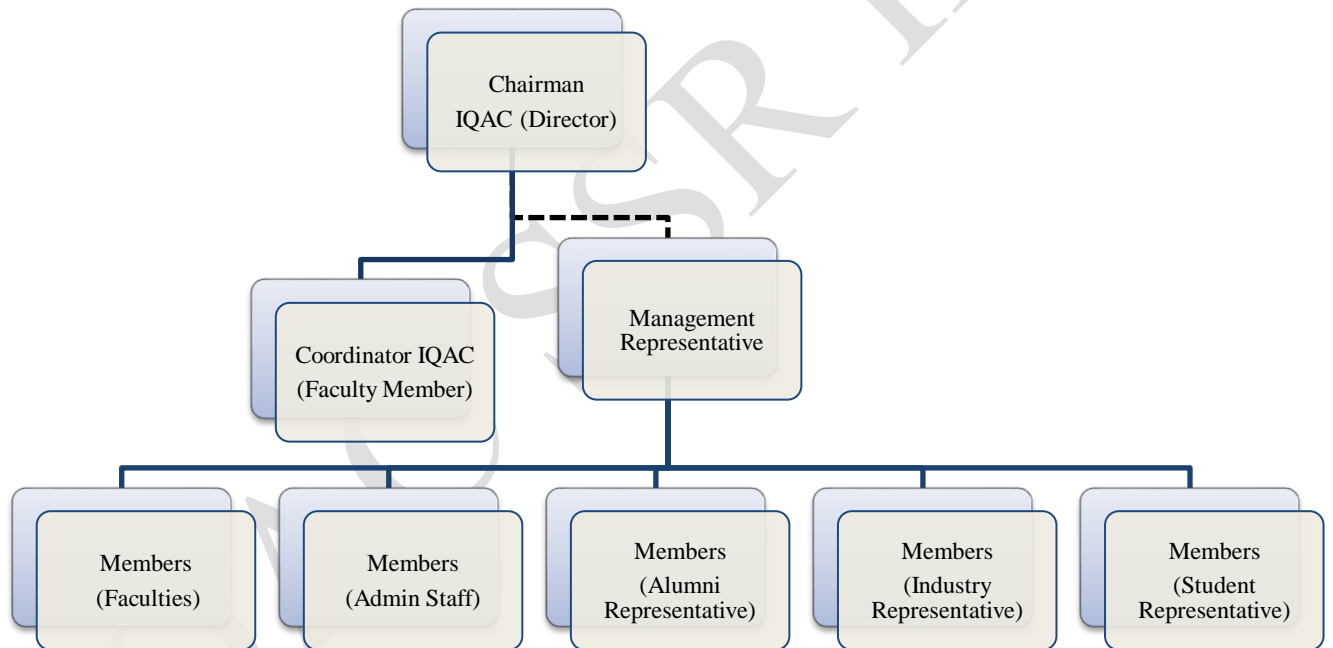 Chairman
IQAC (Director)
Coordinator IQAC
(Faculty Member)
Management
Representative
Members
(Faculties)
Members
(Admin Staff)
Members
(Alumni
Representative)
Members
(Industry
Representative)
Members
(Student
Representative)
SSR